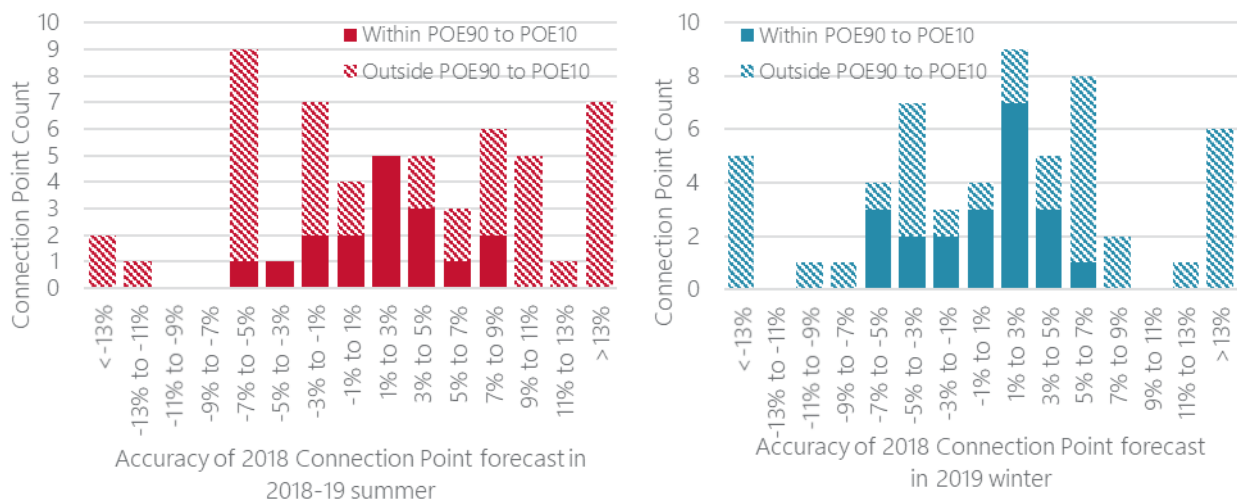 10
9
8
7
6
5
4
3
2
1
0
Connection Point Count
Within POE90 to POE10
Outside POE90 to POE10
< -13%
-13% to -11%
-11% to -9%
-9% to -7%
-7% to -5%
-5% to -3%
-3% to -1%
-1% to 1%
1% to 3%
3% to 5%
5% to 7%
7% to 9%
9% to 11%
11% to 13%
> 13%
Accuracy of 2018 Connection Point forecast in
2018-19 summer
10
8
6
4
2
0
Connection Point Count
Within POE90 to POE10
Outside POE90 to POE10
< -13%
-13% to -11%
-11% to -9%
-9% to -7%
-7% to -5%
-5% to -3%
-3% to -1%
-1% to 1%
1% to 3%
3% to 5%
5% to 7%
7% to 9%
9% to 11%
11% to 13%
> 13%
Accuracy of 2018 Connection Point forecast
in 2019 winter